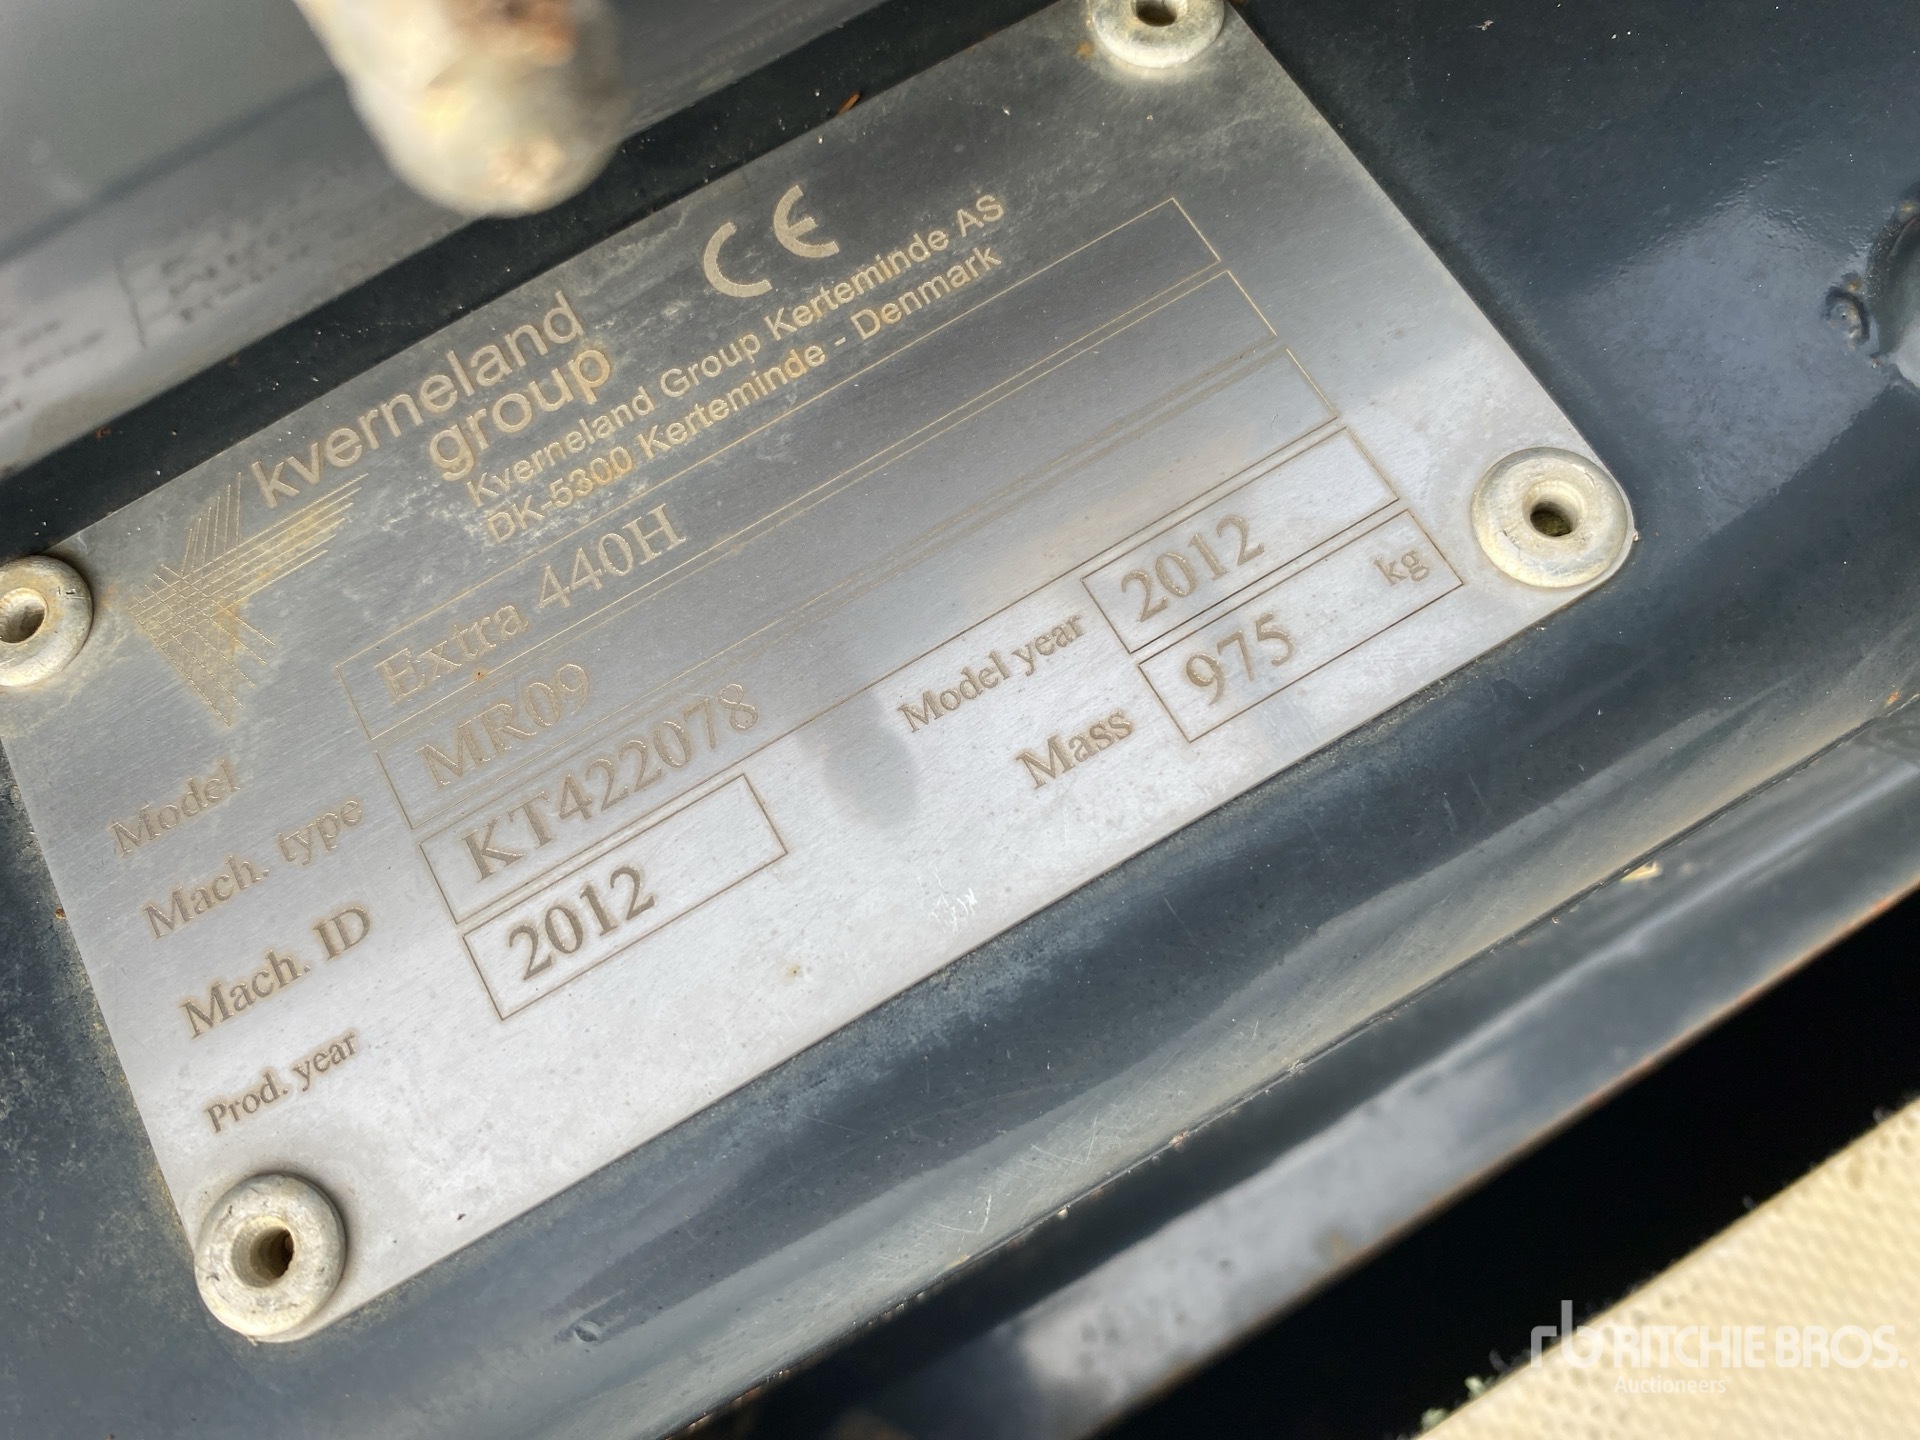 kverneland
group
CE
Kverneland Group Kerteminde AS
DK-5300 Kerteminde - Denmark
Model Extra 440H
Mach. type MR09
Mach. ID KT422078
Prod. year 2012
Model year 2012
Mass 975 kg
rb RITCHIE BROS.
Auctioneers